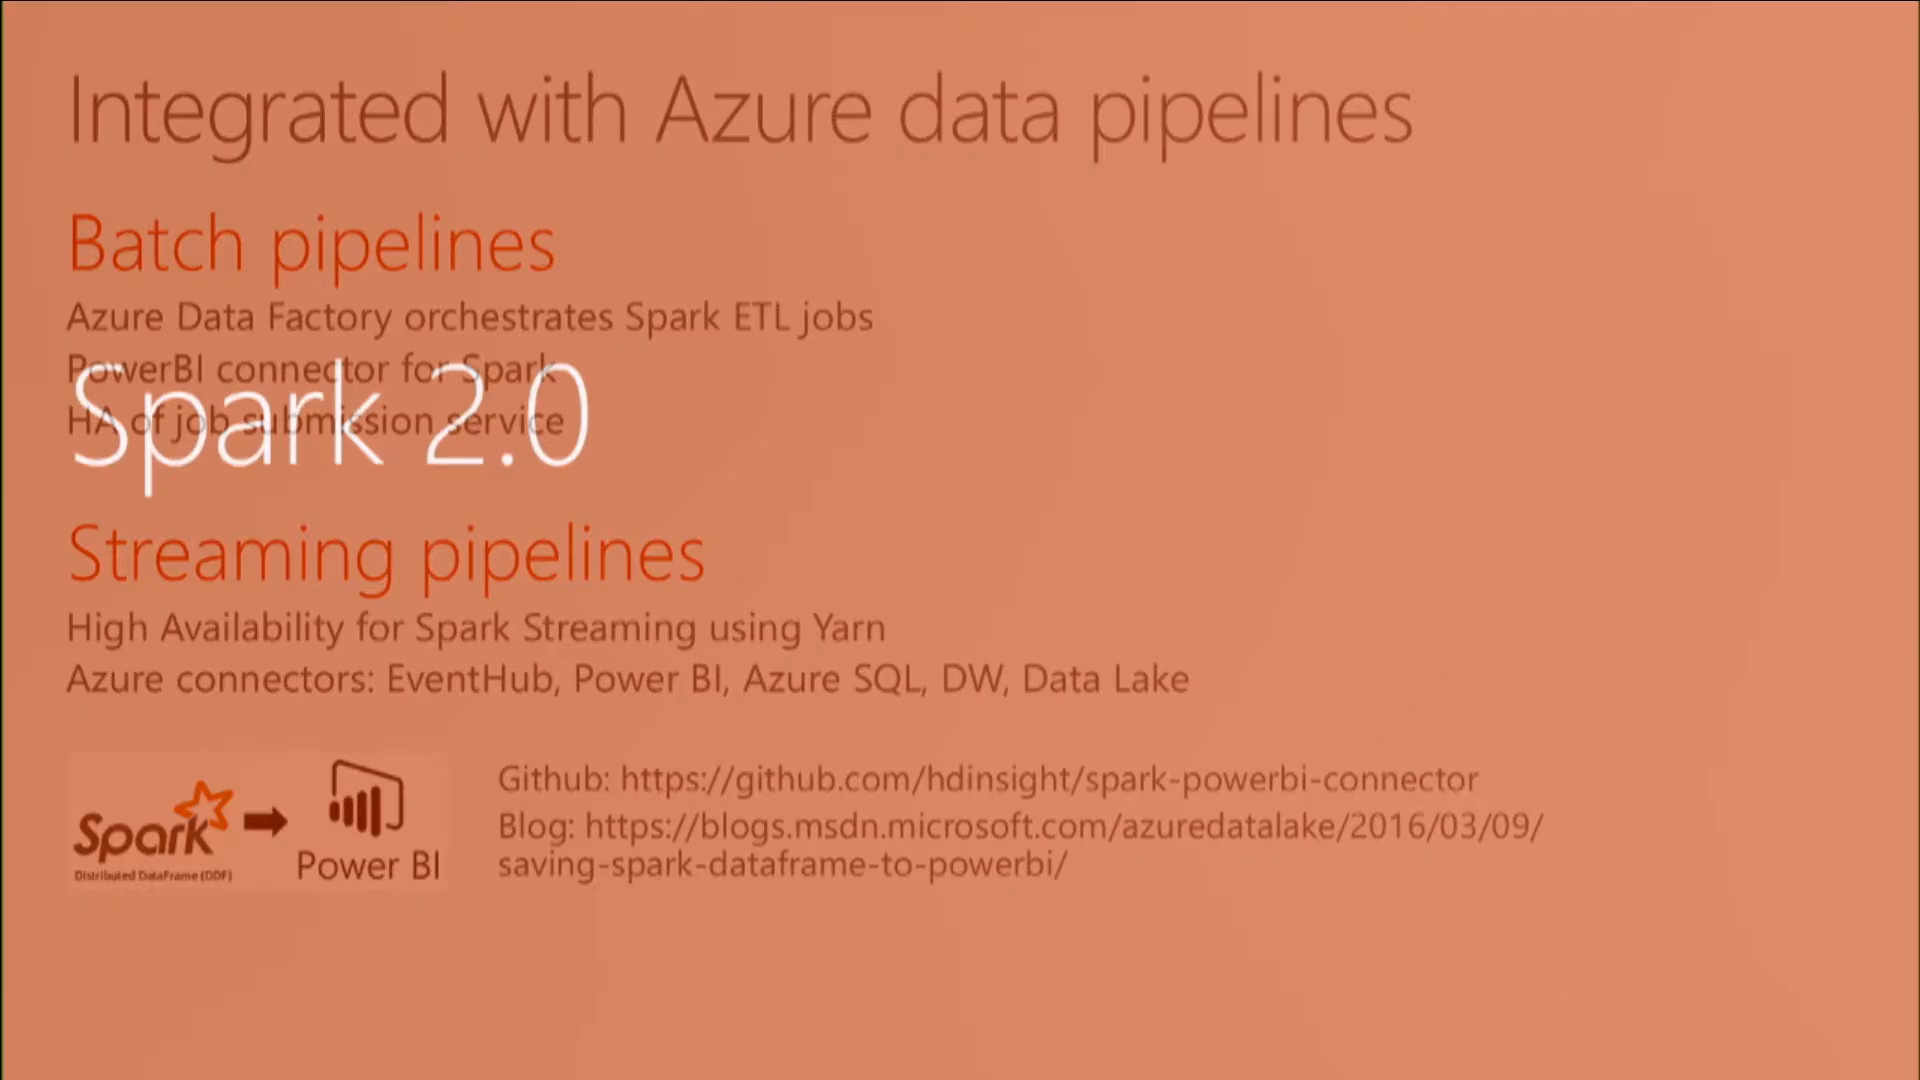 Integrated with Azure data pipelines
Batch pipelines
Azure Data Factory orchestrates Spark ETL jobs
PowerBI connector for Spark
HA of job submission service
Spark 2.0
Streaming pipelines
High Availability for Spark Streaming using Yarn
Azure connectors: EventHub, Power BI, Azure SQL, DW, Data Lake
Spark
Distributed DataFrame (DDF)
Power BI
Github: https://github.com/hdinsight/spark-powerbi-connector
Blog: https://blogs.msdn.microsoft.com/azuredatalake/2016/03/09/
saving-spark-dataframe-to-powerbi/